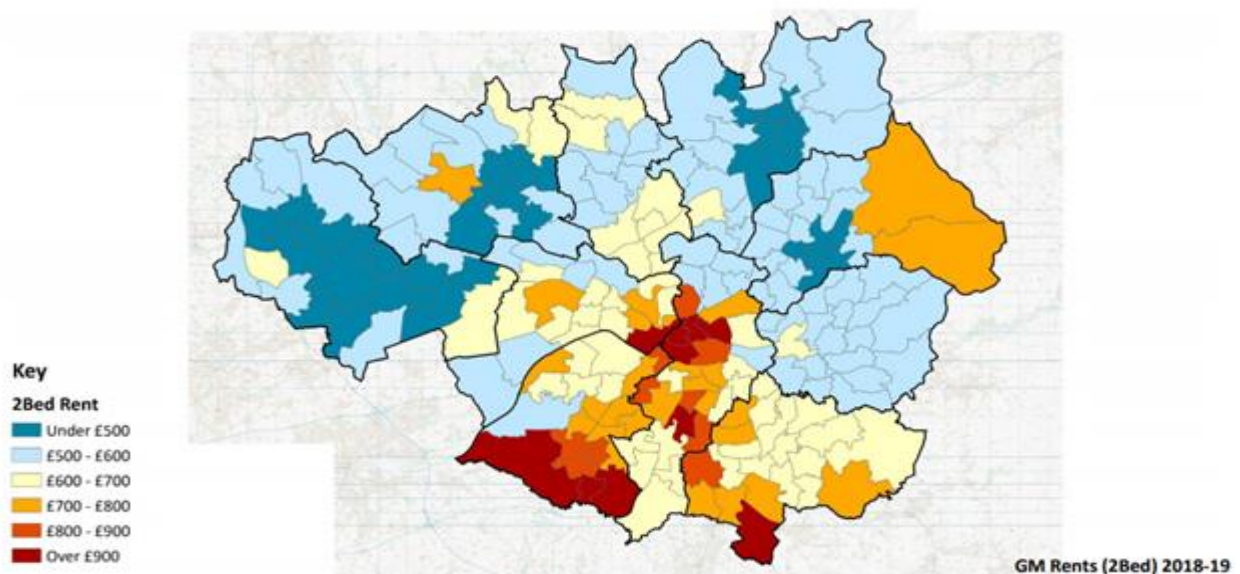 Key
2Bed Rent
Under £500
£500 - £600
£600 - £700
£700 - £800
£800 - £900
Over £900
GM Rents (2Bed) 2018-19